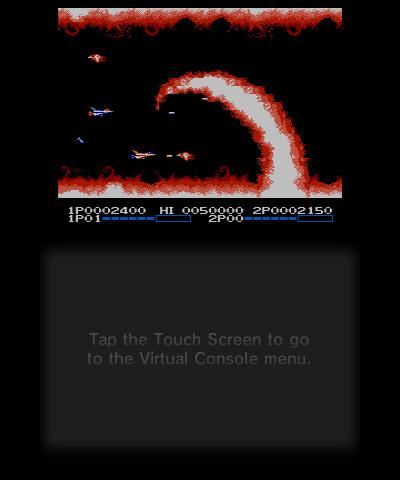 1P0002400 HI 0050000 2P0002150
1P01 2P00
Tap the Touch Screen to go
to the Virtual Console menu.